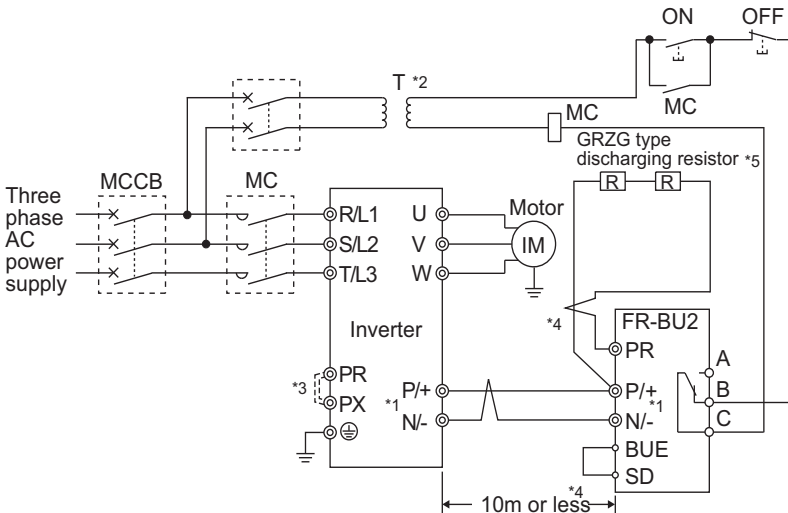 ON OFF
T *2
MC
MC
GRZG type
discharging resistor *5
R R
MCCB MC
Three
phase
AC
power
supply
R/L1 U Motor
S/L2 V IM
T/L3 W
Inverter
*4 FR-BU2
PR
A
PR
*3
P/+ P/+ B
PX *1 *1
N/- N/- C
BUE
SD
*4
10m or less